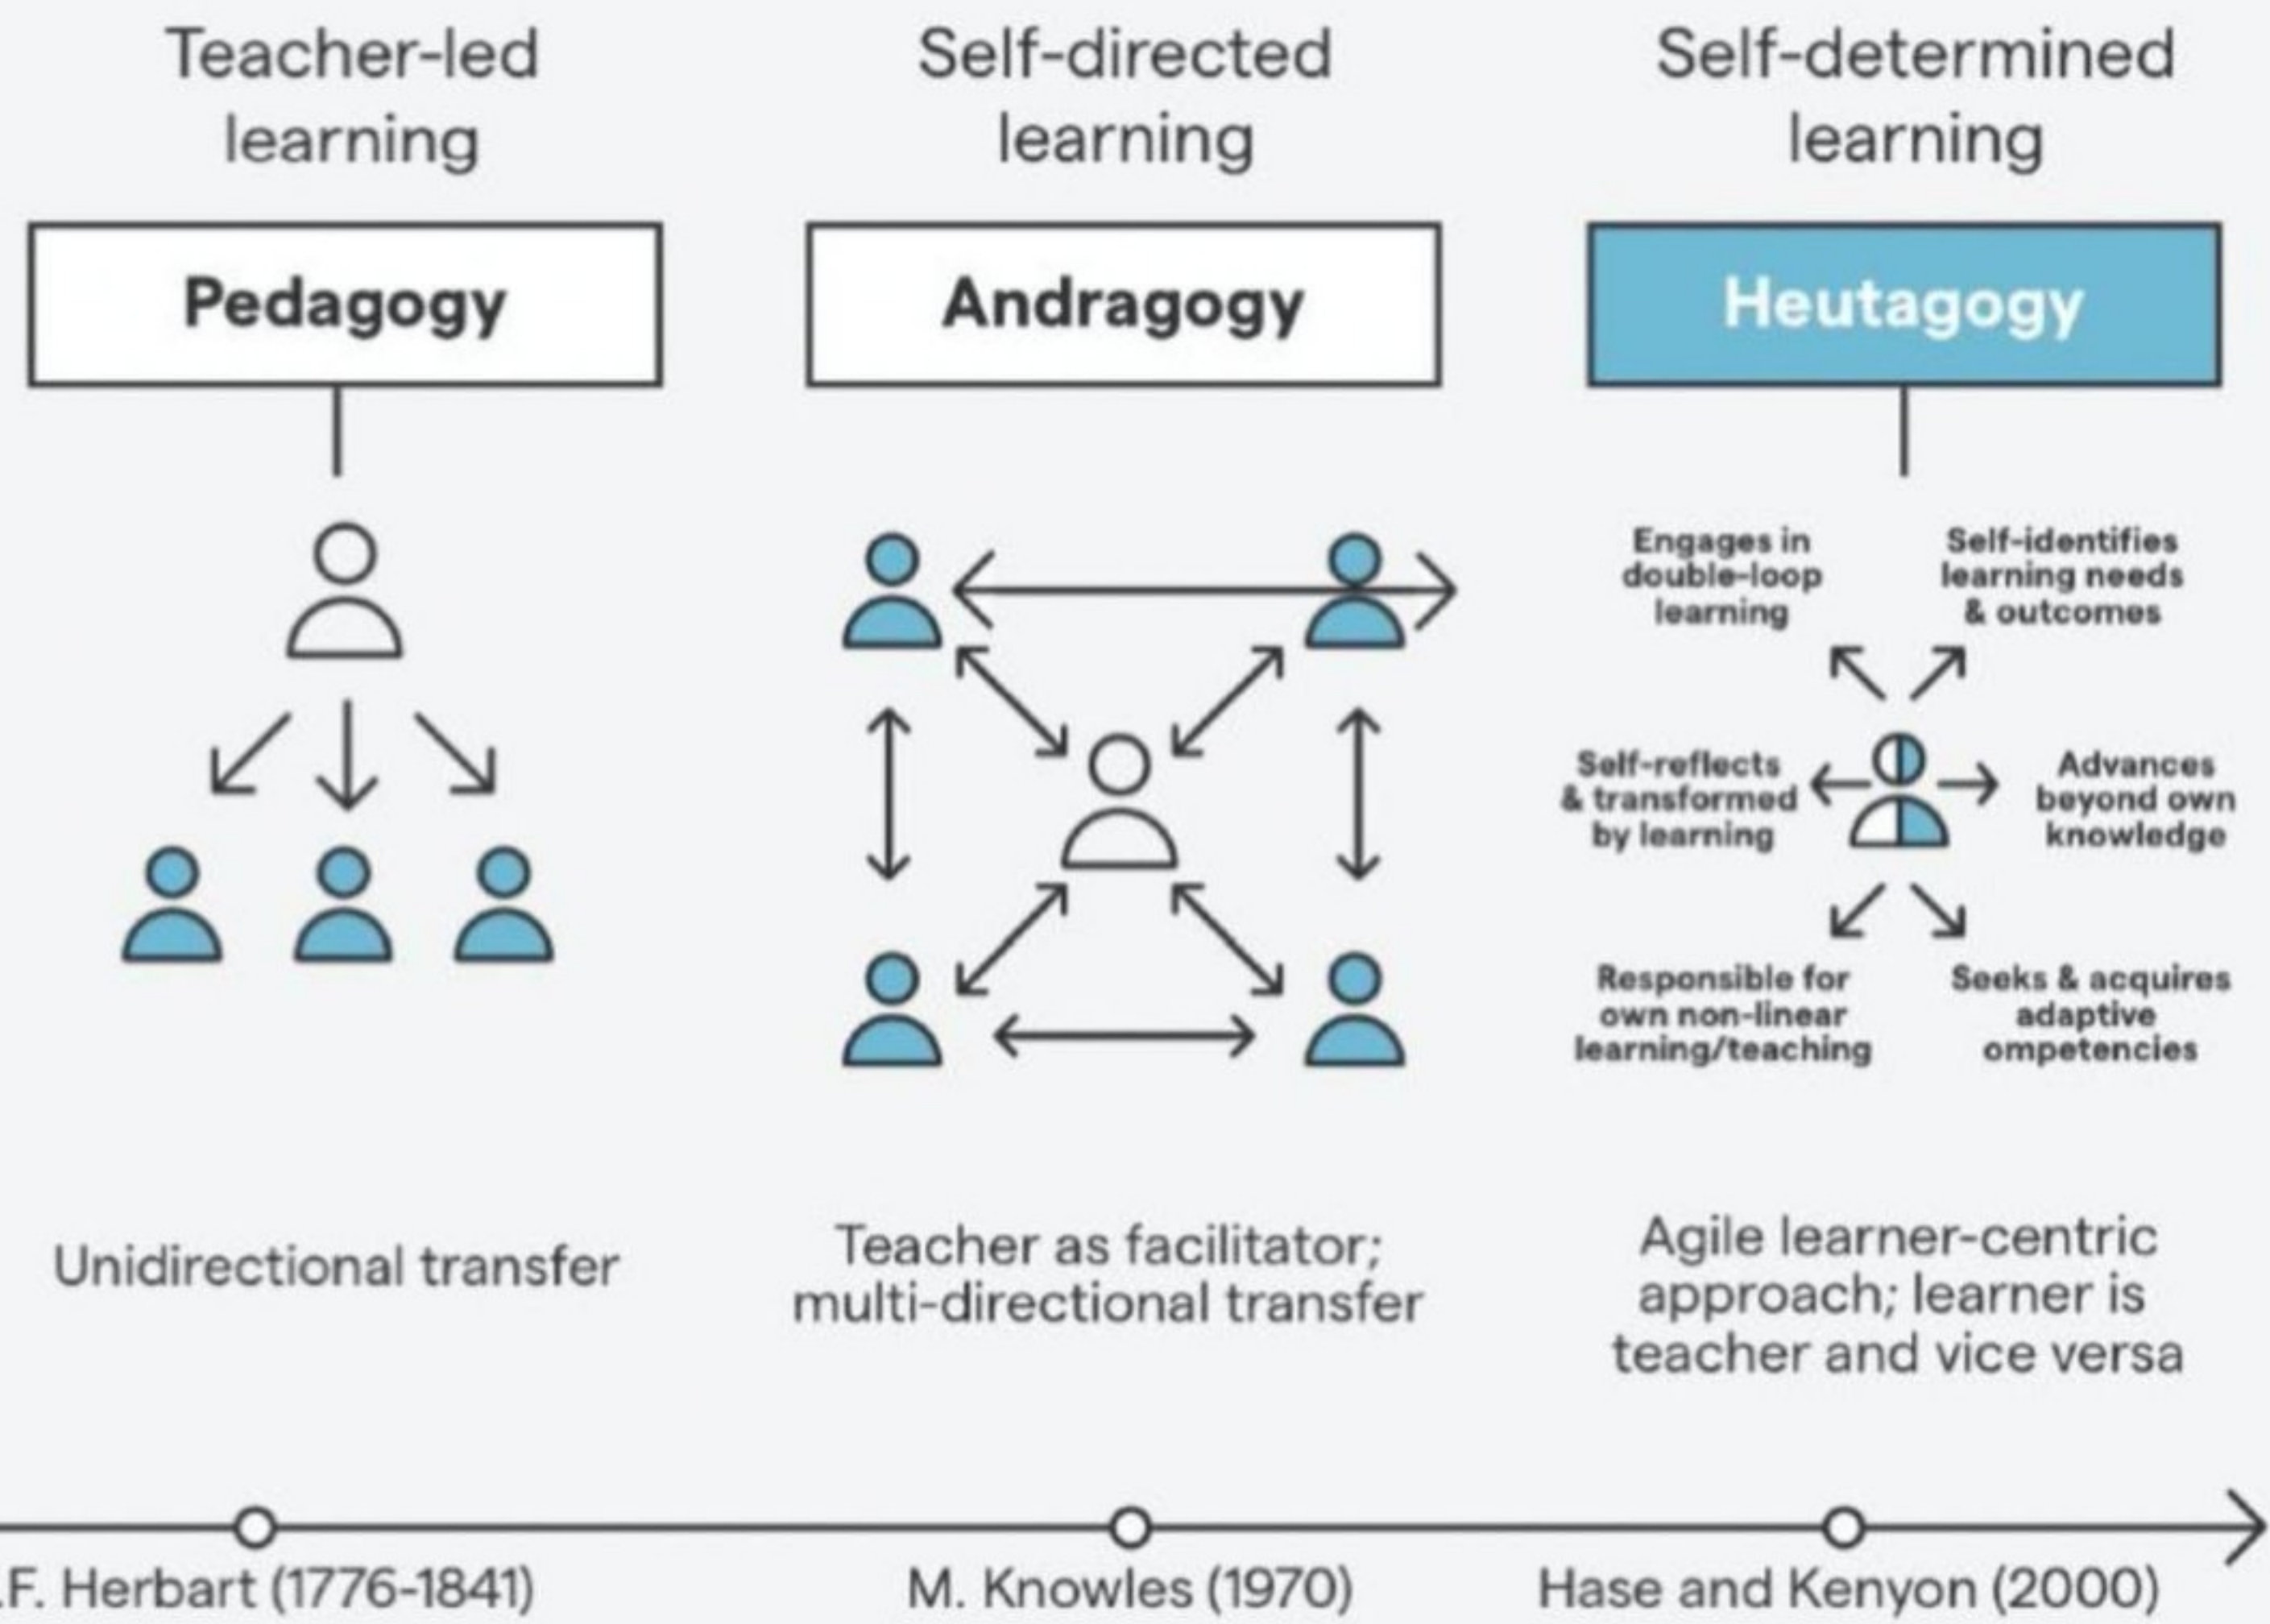 Teacher-led
learning
Pedagogy
Unidirectional transfer
.F. Herbart (1776-1841)
Self-directed
learning
Andragogy
Teacher as facilitator;
multi-directional transfer
M. Knowles (1970)
Self-determined
learning
Heutagogy
Engages in
double-loop
learning
Self-identifies
learning needs
& outcomes
Self-reflects
& transformed
by learning
Advances
beyond own
knowledge
Responsible for
own non-linear
learning/teaching
Seeks & acquires
adaptive
ompetencies
Agile learner-centric
approach; learner is
teacher and vice versa
Hase and Kenyon (2000)